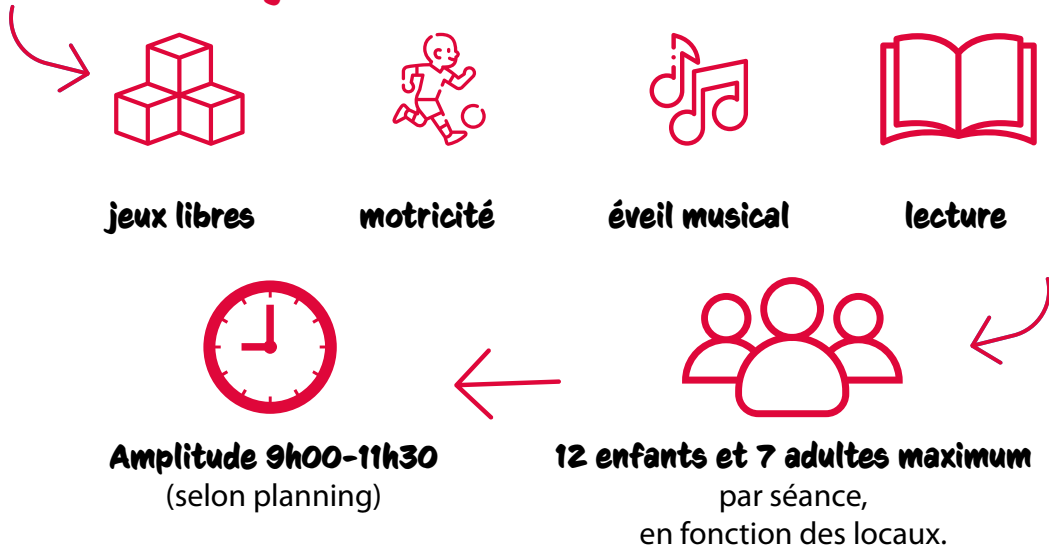 jeux libres
motricité
éveil musical
lecture
Amplitude 9h00-11h30
(selon planning)
12 enfants et 7 adultes maximum
par séance,
en fonction des locaux.